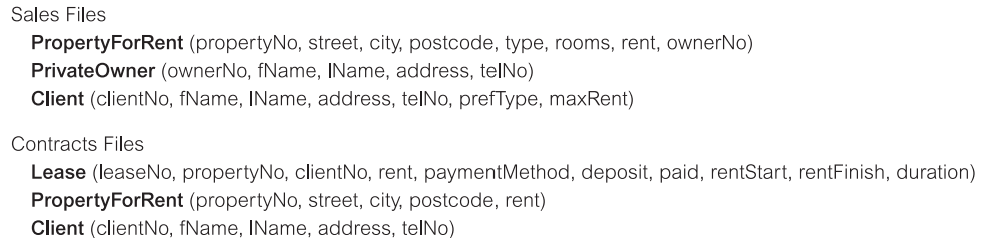 Sales Files
PropertyForRent (propertyNo, street, city, postcode, type, rooms, rent, ownerNo)
PrivateOwner (ownerNo, fName, lName, address, telNo)
Client (clientNo, fName, lName, address, telNo, prefType, maxRent)
Contracts Files
Lease (leaseNo, propertyNo, clientNo, rent, paymentMethod, deposit, paid, rentStart, rentFinish, duration)
PropertyForRent (propertyNo, street, city, postcode, rent)
Client (clientNo, fName, lName, address, telNo)